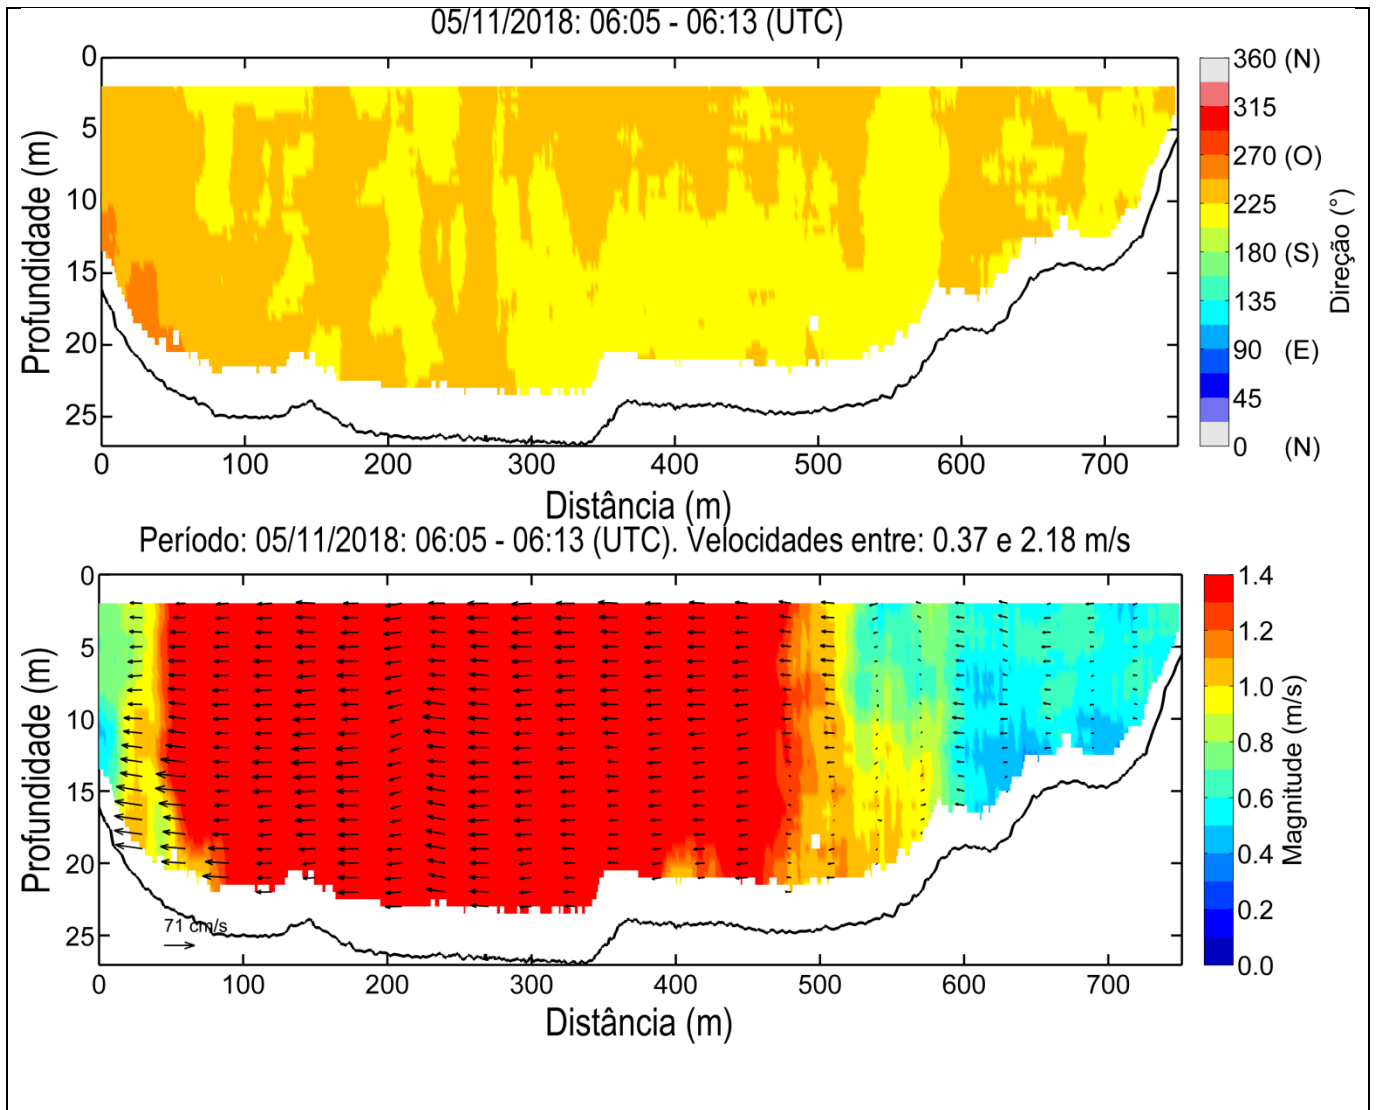 05/11/2018: 06:05 - 06:13 (UTC)
0
5
10
15
20
25
Profundidade (m)
0 100 200 300 400 500 600 700
Distância (m)
360 (N)
315
270 (O)
225
180 (S)
135
90 (E)
45
0 (N)
Direção (°)
Período: 05/11/2018: 06:05 - 06:13 (UTC). Velocidades entre: 0.37 e 2.18 m/s
0
5
10
15
20
25
Profundidade (m)
71 cm/s
0 100 200 300 400 500 600 700
Distância (m)
1.4
1.2
1.0
0.8
0.6
0.4
0.2
0.0
Magnitude (m/s)